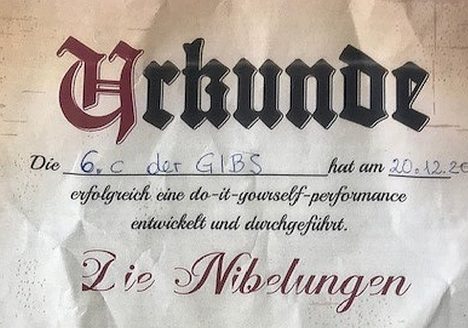 Urkunde
Die 6.c der GIBS hat am 20.12.20
erfolgreich eine do-it-yourself-performance
entwickelt und durchgeführt.
Die Nibelungen